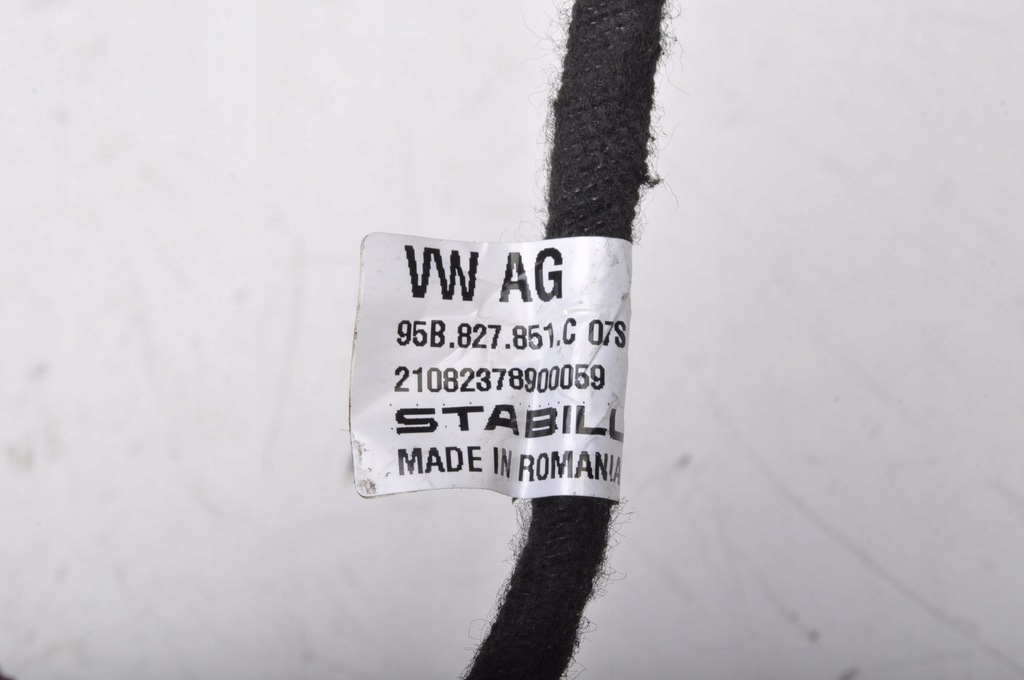 VW AG
95B.827.851.C 07S
21082378900059
STABILL
MADE IN ROMANIA